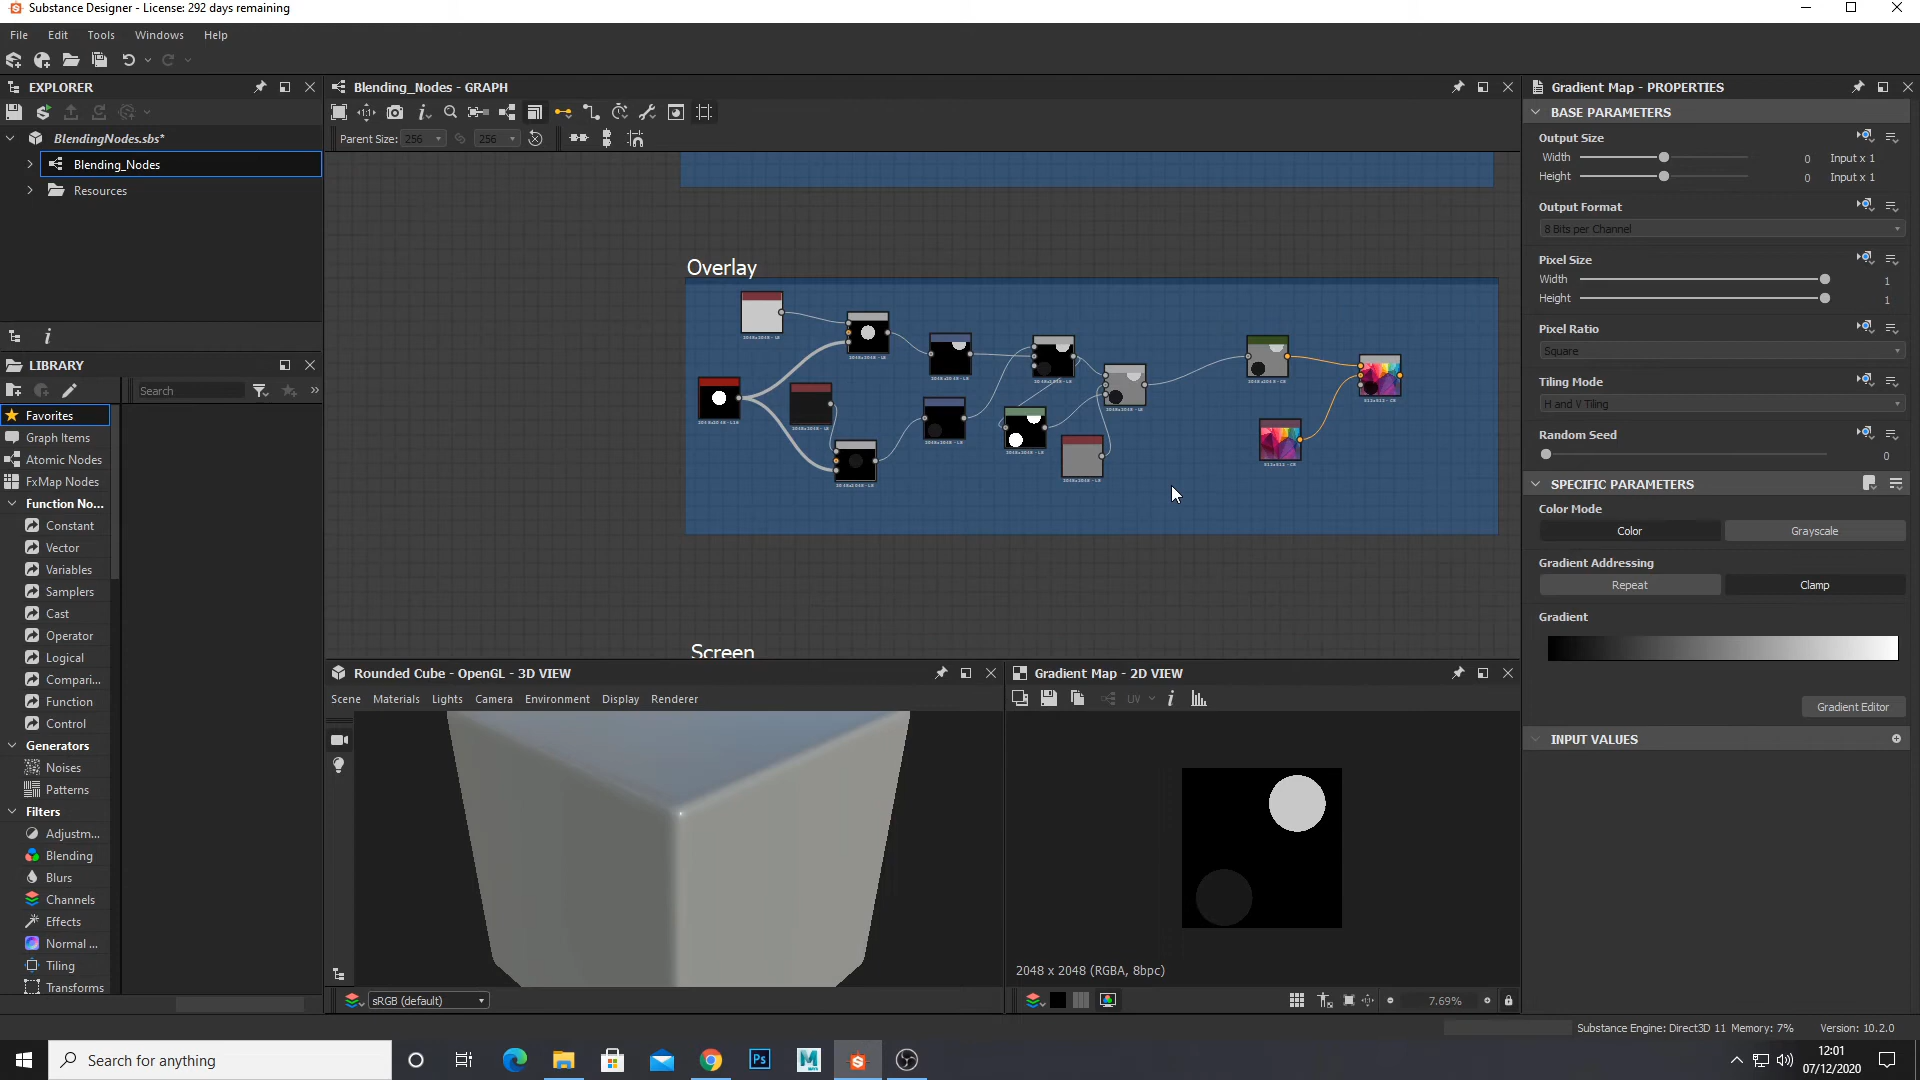 Substance Designer - License: 292 days remaining
File Edit Tools Windows Help
EXPLORER
BlendingNodes.sbs*
Blending_Nodes
Resources
LIBRARY
Search
Favorites
Graph Items
Atomic Nodes
FxMap Nodes
Function No...
Constant
Vector
Variables
Samplers
Cast
Operator
Logical
Compari...
Function
Control
Generators
Noises
Patterns
Filters
Adjustm...
Blending
Blurs
Channels
Effects
Normal ...
Tiling
Transforms
Blending_Nodes - GRAPH
Parent Size: 256 256
Overlay
Screen
Rounded Cube - OpenGL - 3D VIEW
Scene Materials Lights Camera Environment Display Renderer
sRGB (default)
Gradient Map - 2D VIEW
UV
2048 x 2048 (RGBA, 8bpc)
7.69%
Gradient Map - PROPERTIES
BASE PARAMETERS
Output Size
Width 0 Input x 1
Height 0 Input x 1
Output Format
8 Bits per Channel
Pixel Size
Width 1
Height 1
Pixel Ratio
Square
Tiling Mode
H and V Tiling
Random Seed
0
SPECIFIC PARAMETERS
Color Mode
Color Grayscale
Gradient Addressing
Repeat Clamp
Gradient
Gradient Editor
INPUT VALUES
Substance Engine: Direct3D 11 Memory: 7% Version: 10.2.0
Search for anything
Ps
12:01
07/12/2020